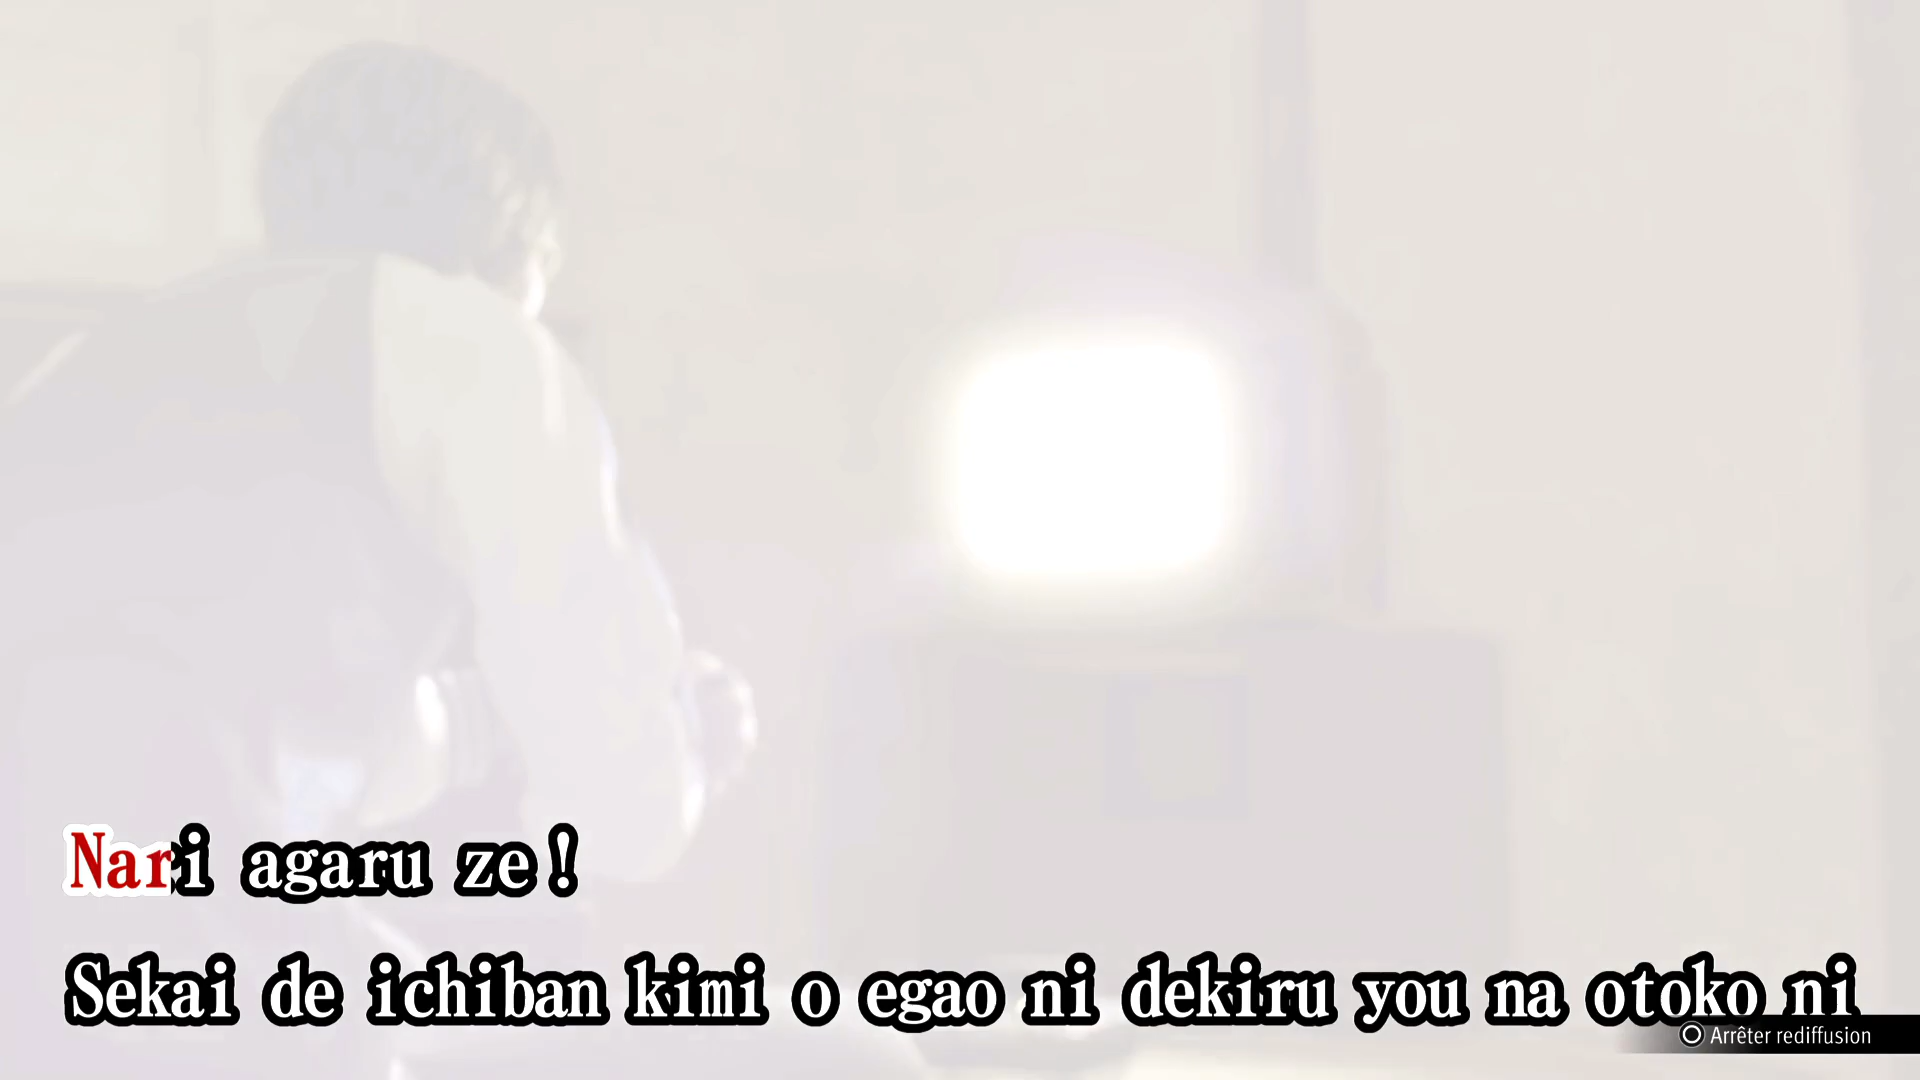 Nari agaru ze!
Sekai de ichiban kimi o egao ni dekiru you na otoko ni
Arrêter rediffusion